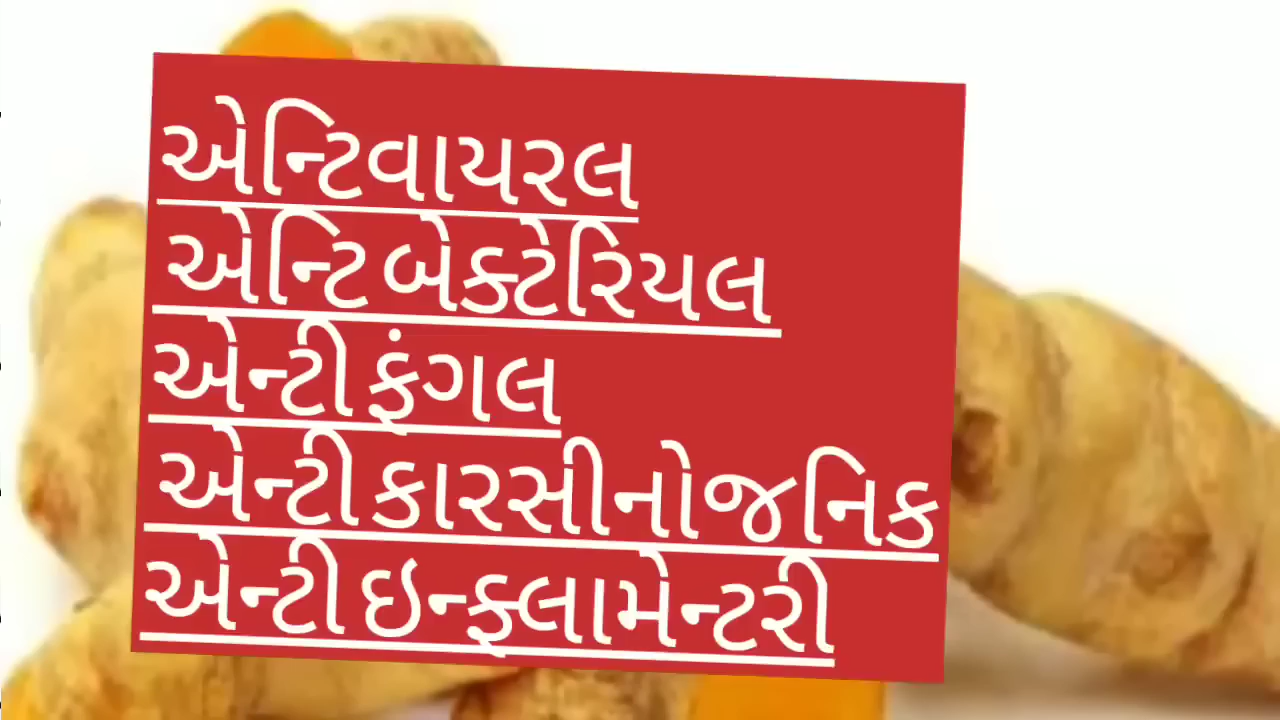 એન્ટિવાયરલ
એન્ટિ બેક્ટેરિયલ
એન્ટી ફંગલ
એન્ટી કારસીનોજનિક
એન્ટી ઇન્ફ્લામેન્ટરી